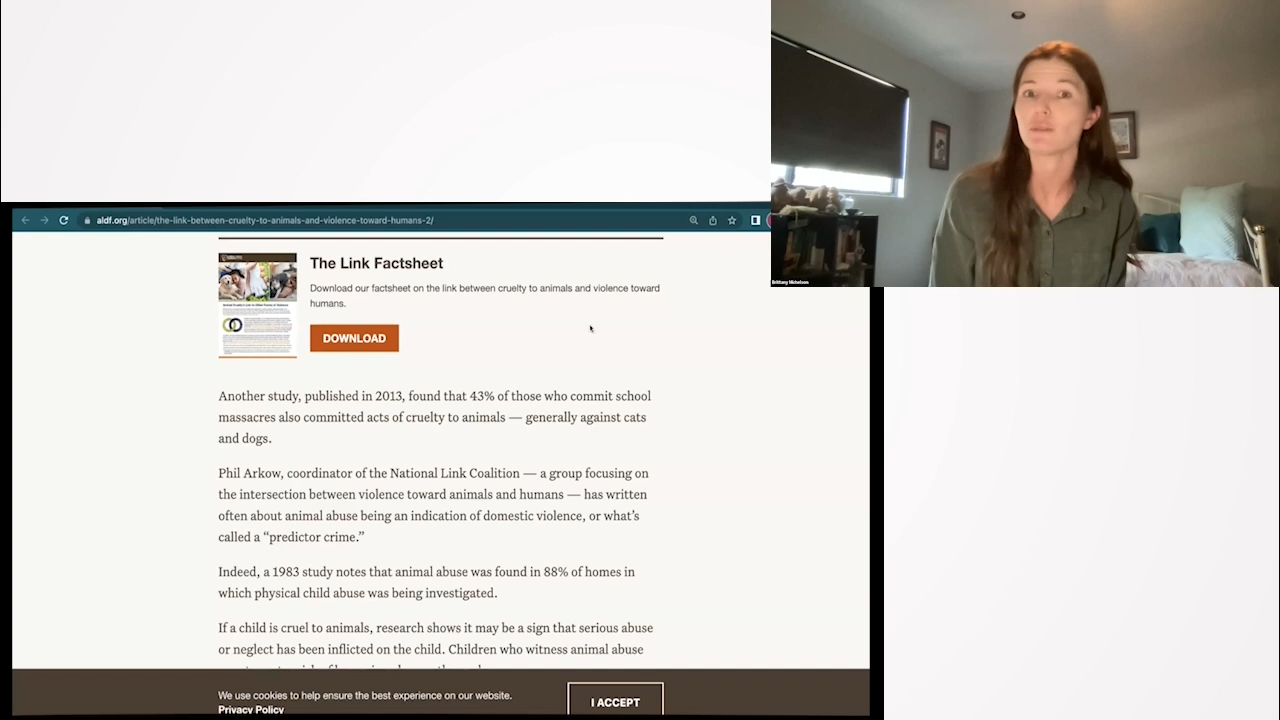 Brittany Michelson
aldf.org/article/the-link-between-cruelty-to-animals-and-violence-toward-humans-2/
The Link Factsheet
Download our factsheet on the link between cruelty to animals and violence toward
humans.
DOWNLOAD
Another study, published in 2013, found that 43% of those who commit school
massacres also committed acts of cruelty to animals — generally against cats
and dogs.
Phil Arkow, coordinator of the National Link Coalition — a group focusing on
the intersection between violence toward animals and humans — has written
often about animal abuse being an indication of domestic violence, or what’s
called a “predictor crime.”
Indeed, a 1983 study notes that animal abuse was found in 88% of homes in
which physical child abuse was being investigated.
If a child is cruel to animals, research shows it may be a sign that serious abuse
or neglect has been inflicted on the child. Children who witness animal abuse
We use cookies to help ensure the best experience on our website.
Privacy Policy
I ACCEPT